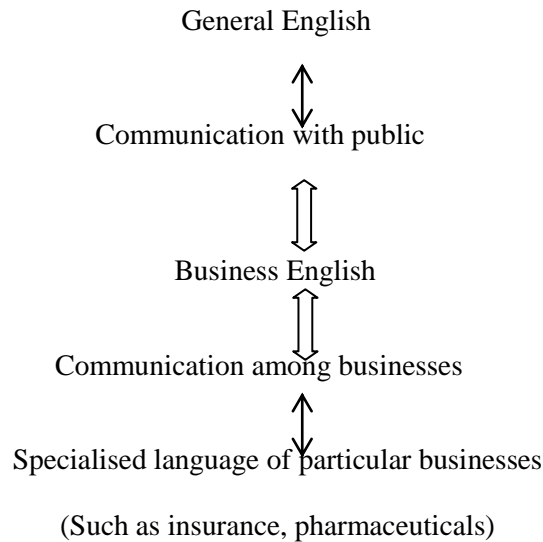 General English
Communication with public
Business English
Communication among businesses
Specialised language of particular businesses
(Such as insurance, pharmaceuticals)